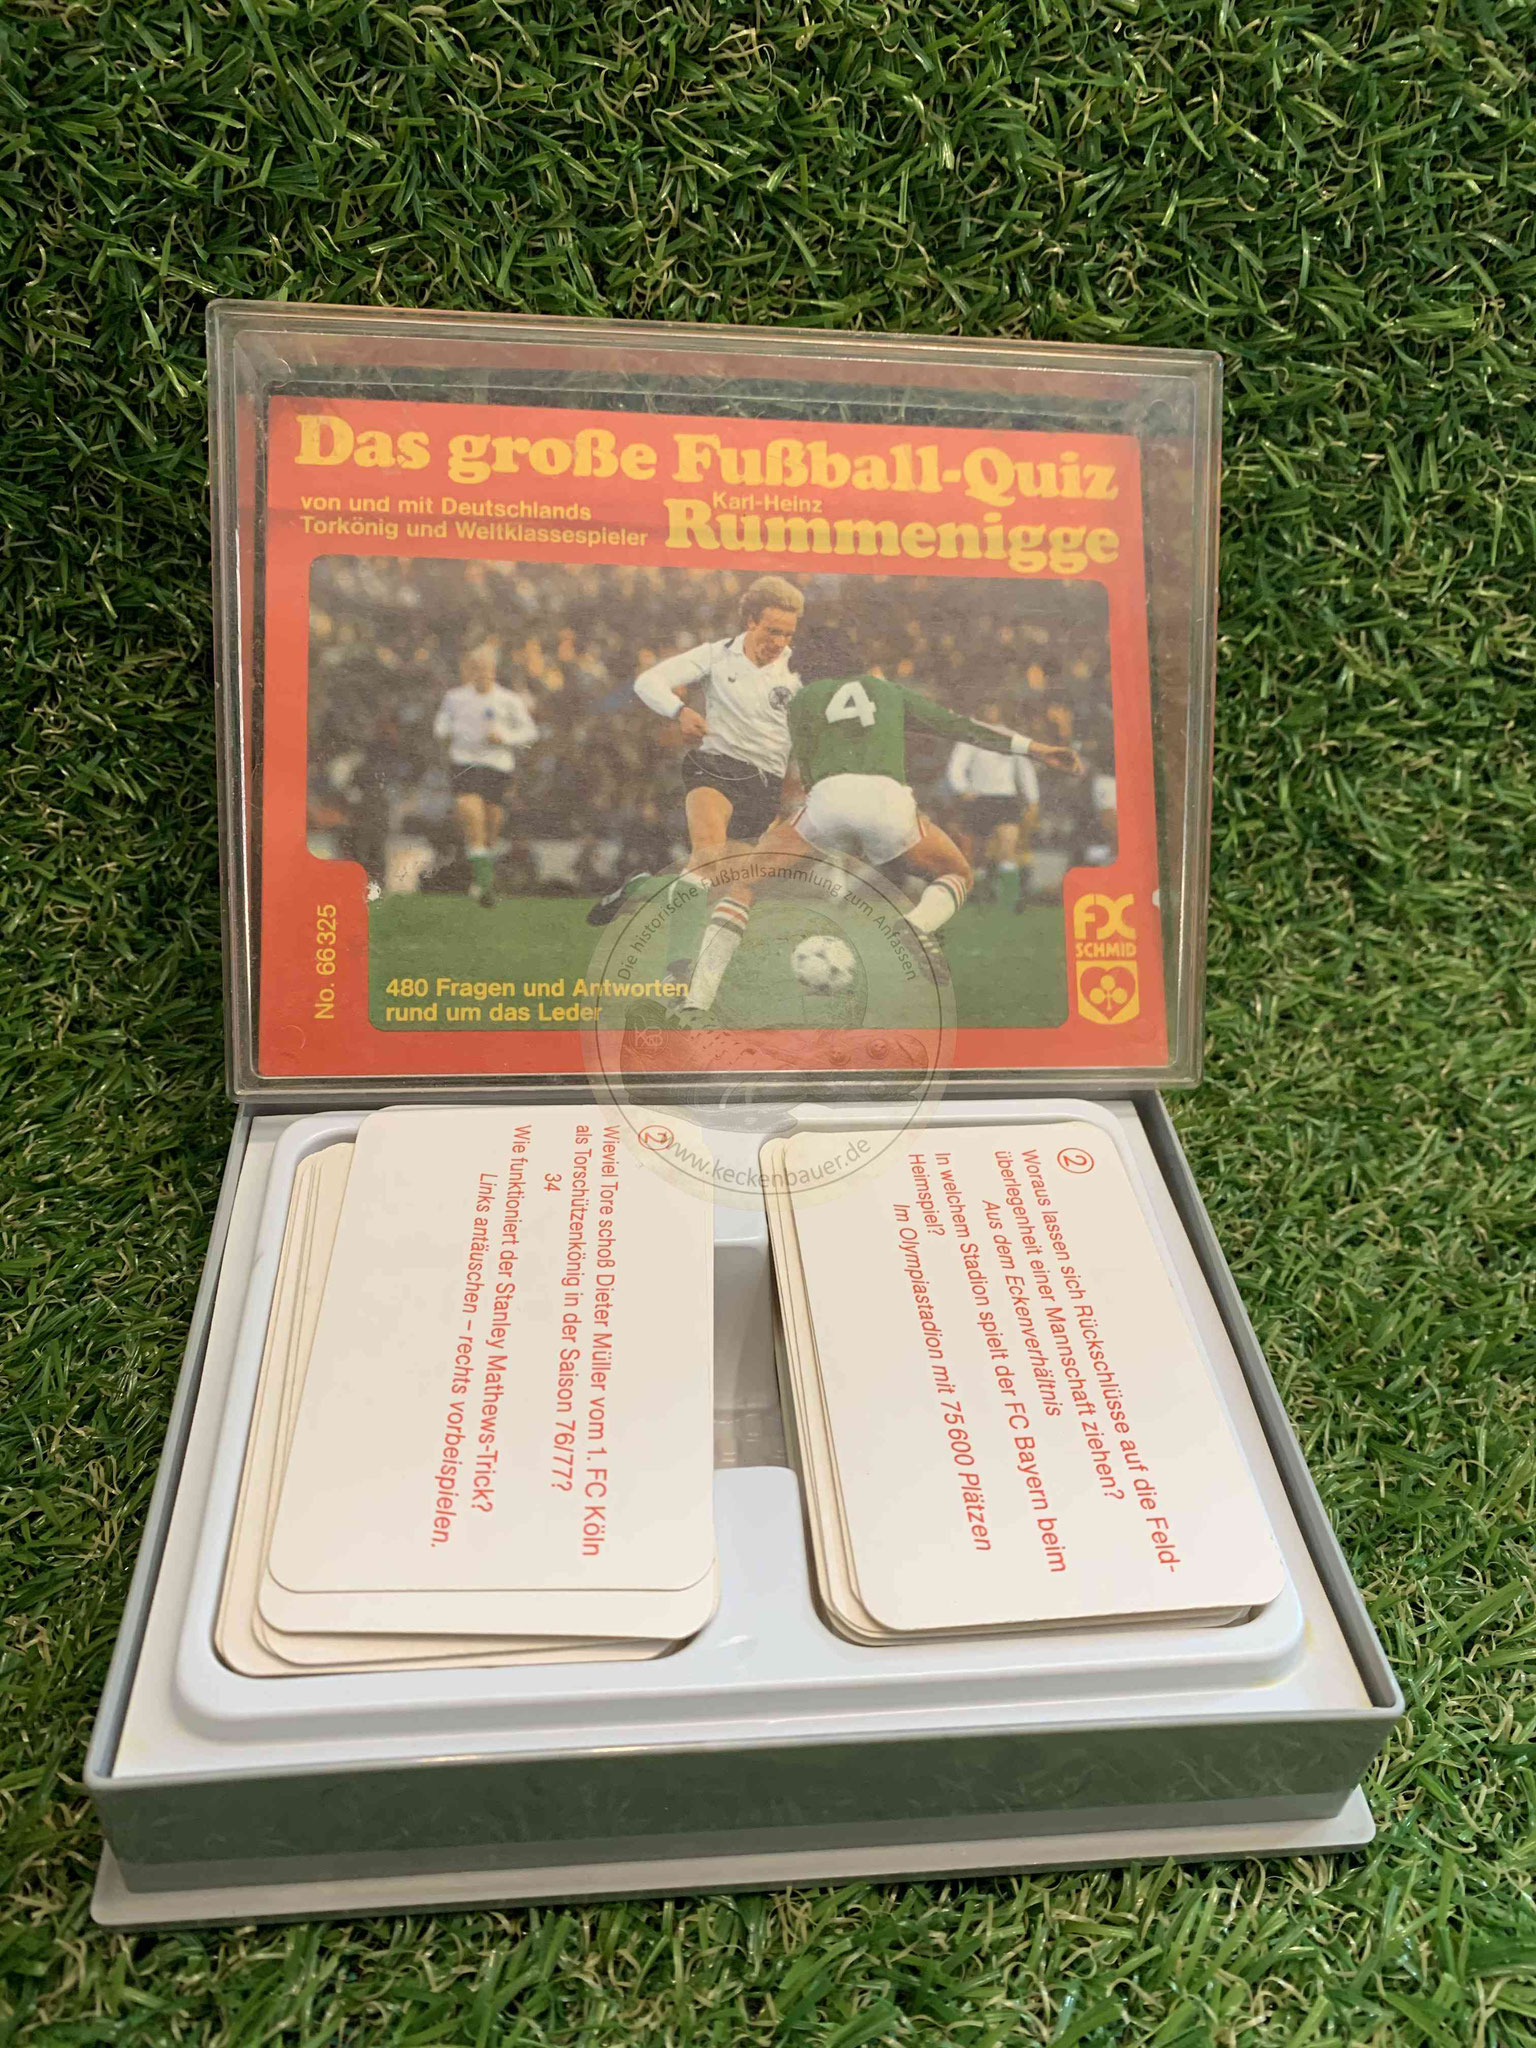 Das große Fußball-Quiz
von und mit Deutschlands
Torkönig und Weltklassespieler
Karl-Heinz
Rummenigge
4
No. 66325
480 Fragen und Antworten
rund um das Leder
FX
SCHMID
Die historische Fußballsammlung zum Anfassen
www.keckenbauer.de
2
Wieviel Tore schoß Dieter Müller vom 1. FC Köln
als Torschützenkönig in der Saison 76/77?
34
Wie funktioniert der Stanley Mathews-Trick?
Links antäuschen – rechts vorbeispielen.
2
Woraus lassen sich Rückschlüsse auf die Feld-
überlegenheit einer Mannschaft ziehen?
Aus dem Eckenverhältnis
In welchem Stadion spielt der FC Bayern beim
Heimspiel?
Im Olympiastadion mit 75600 Plätzen